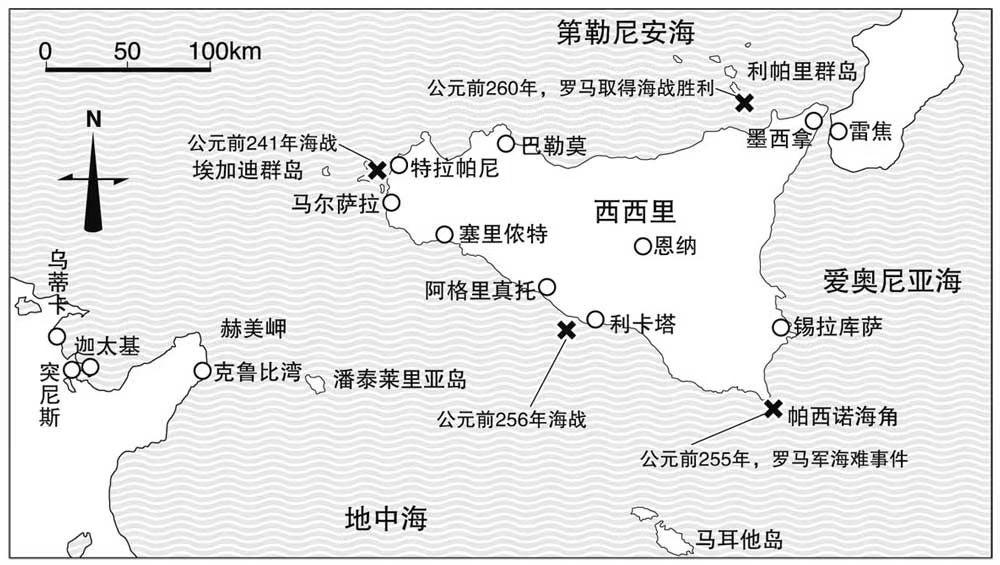 第勒尼安海
0 50 100km
利帕里群岛
公元前260年，罗马取得海战胜利
N
公元前241年海战
墨西拿
雷焦
巴勒莫
埃加迪群岛
特拉帕尼
马尔萨拉
西西里
塞里侬特
恩纳
乌蒂卡
阿格里真托
爱奥尼亚海
利卡塔
锡拉库萨
赫美岬
迦太基
突尼斯
克鲁比湾
潘泰莱里亚岛
公元前256年海战
帕西诺海角
公元前255年，罗马军海难事件
地中海
马耳他岛